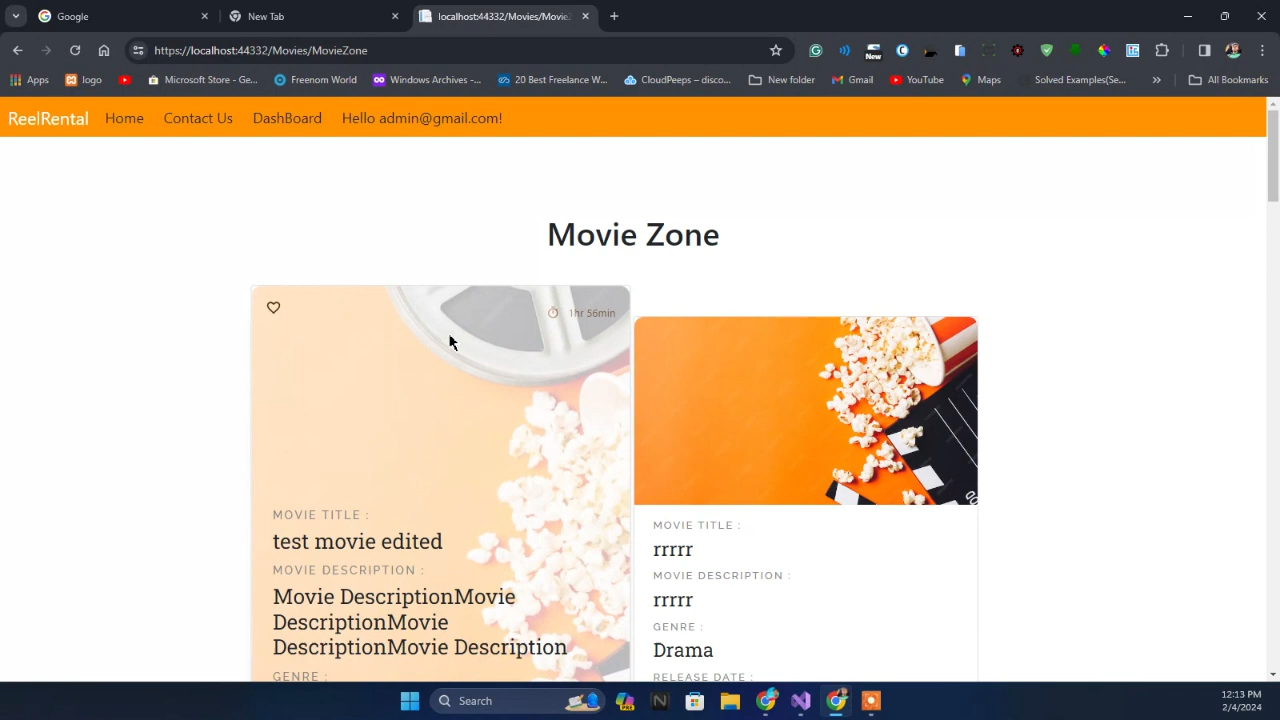 Google
New Tab
localhost:44332/Movies/Movie
https://localhost:44332/Movies/MovieZone
New
Apps
logo
Microsoft Store - Ge...
Freenom World
Windows Archives -...
20 Best Freelance W...
CloudPeeps – disco...
New folder
Gmail
YouTube
Maps
Solved Examples(Se...
All Bookmarks
ReelRental
Home
Contact Us
DashBoard
Hello admin@gmail.com!
Movie Zone
1hr 56min
MOVIE TITLE :
test movie edited
MOVIE DESCRIPTION :
Movie DescriptionMovie
DescriptionMovie
DescriptionMovie Description
GENRE :
MOVIE TITLE :
rrrrr
MOVIE DESCRIPTION :
rrrrr
GENRE :
Drama
RELEASE DATE :
Search
12:13 PM
2/4/2024